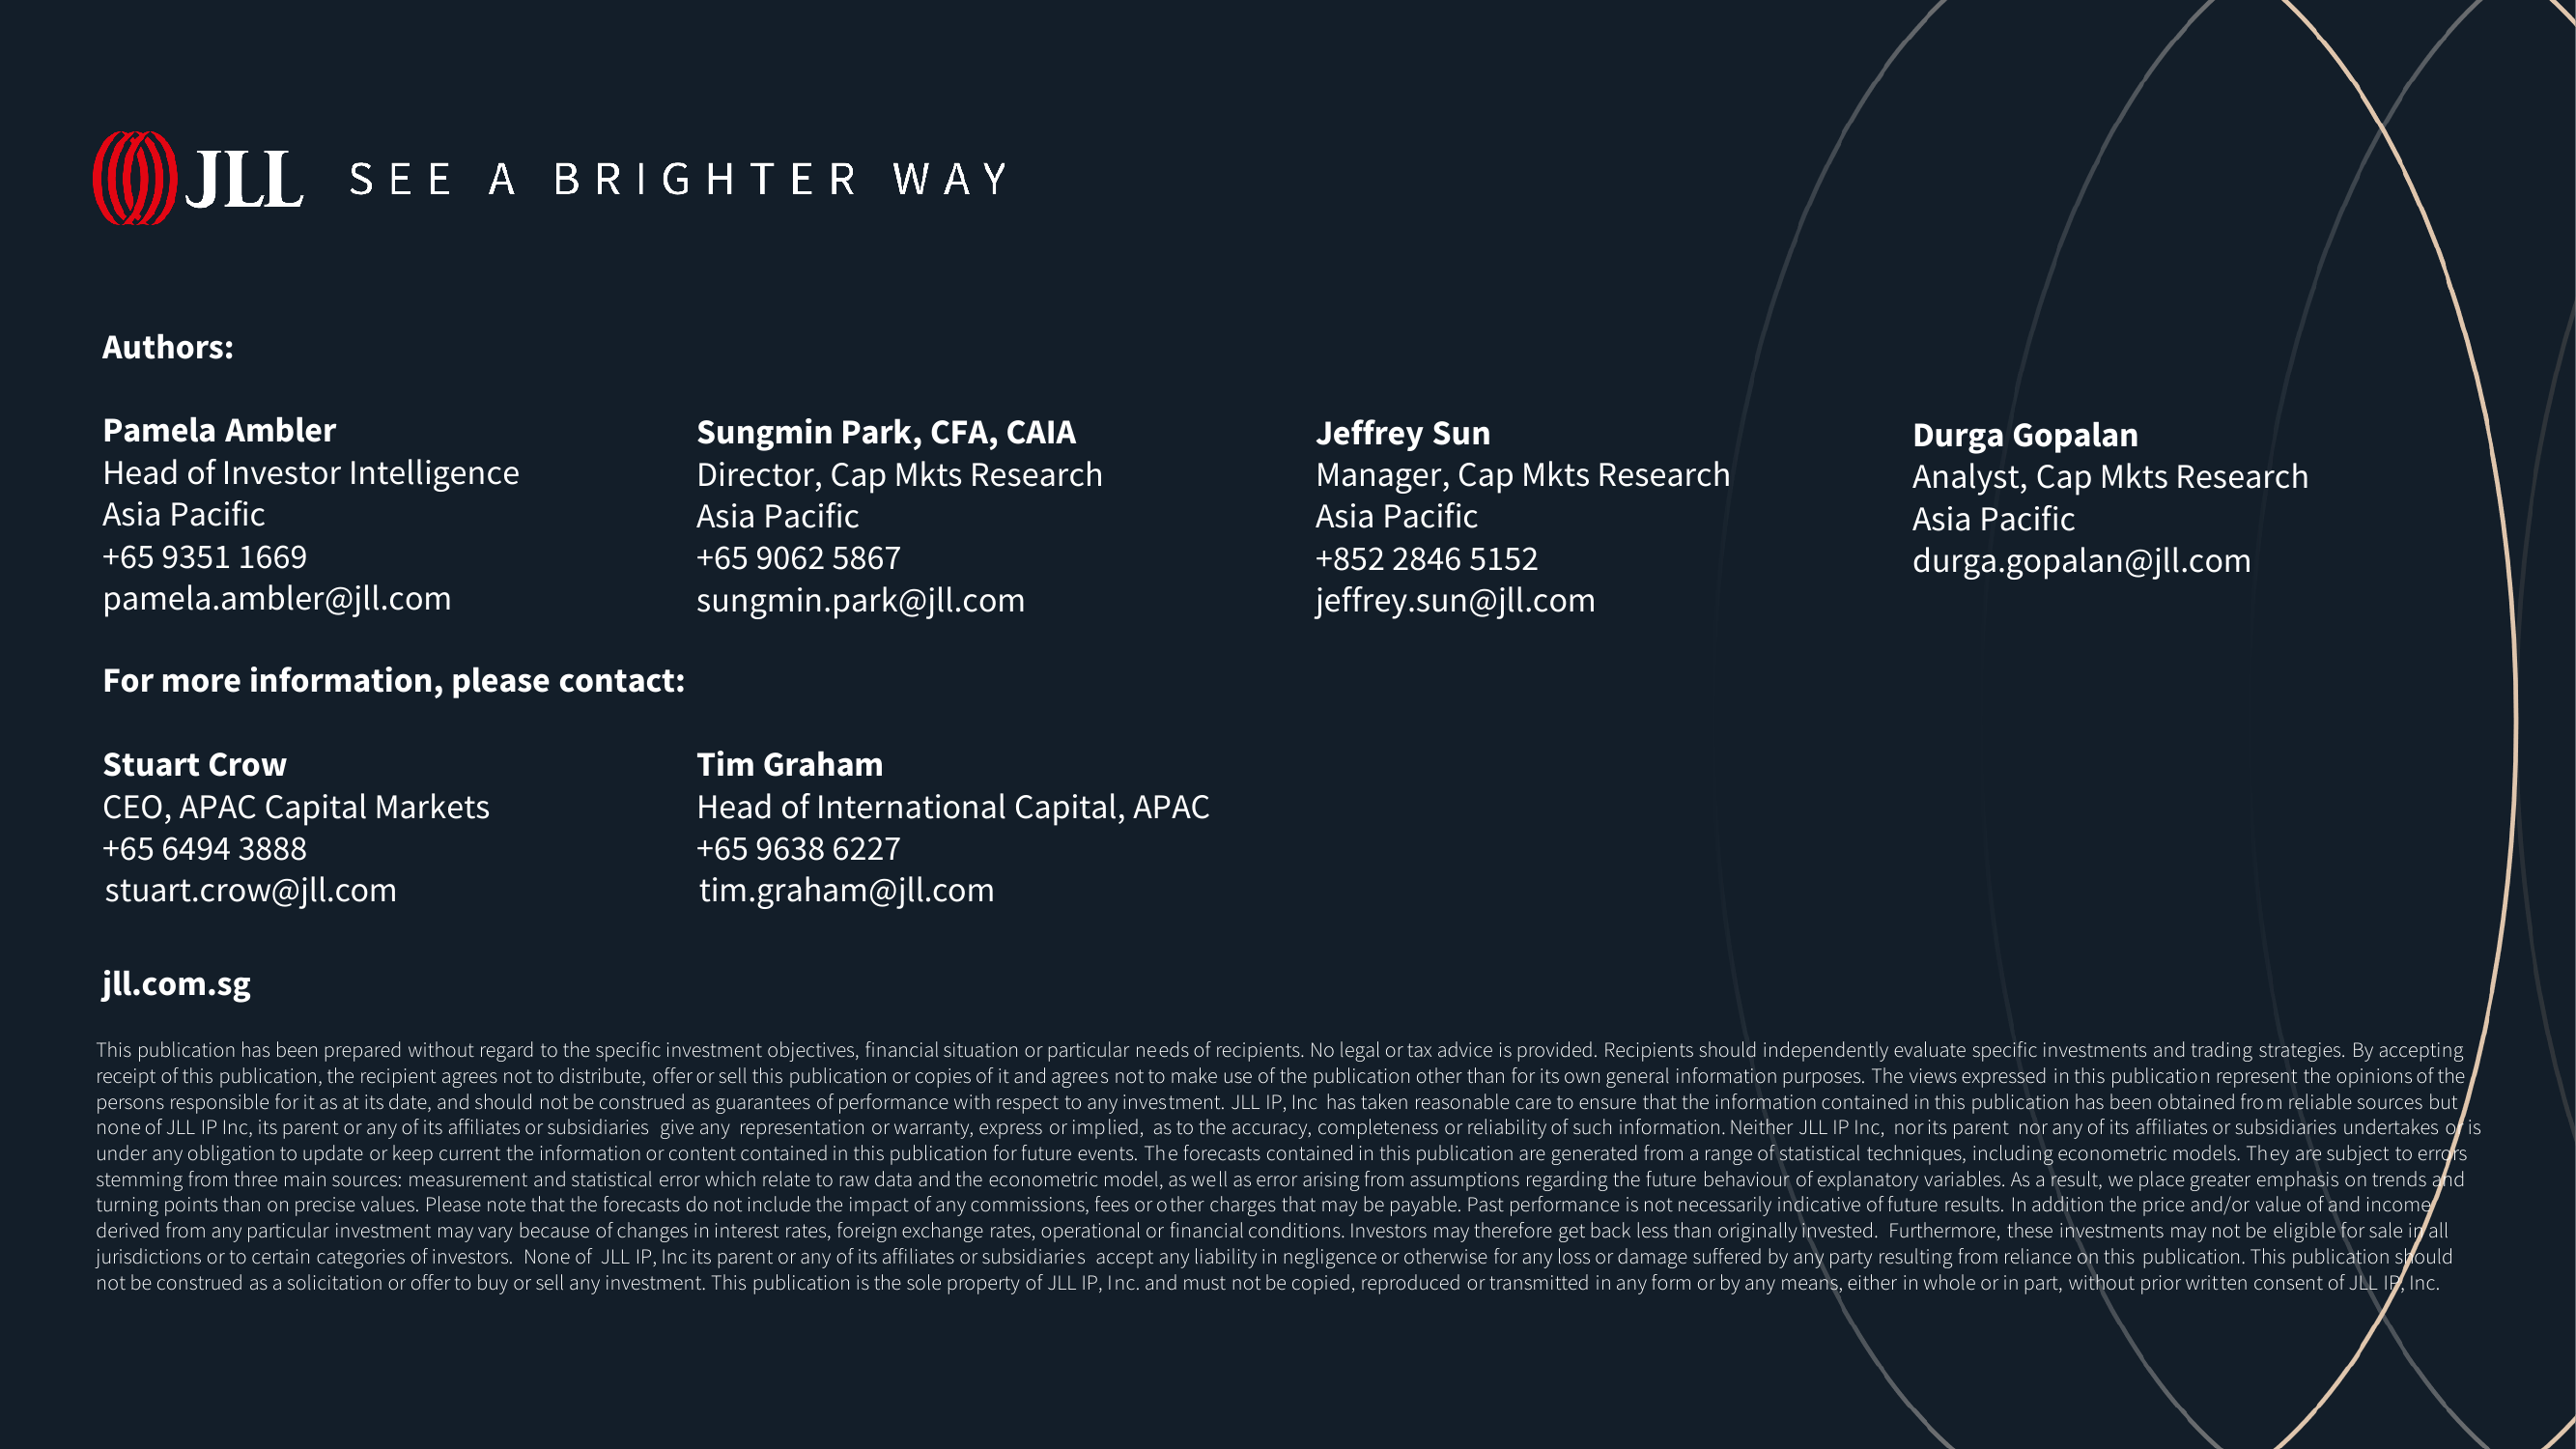 JLL SEE A BRIGHTER WAY
Authors:
Pamela Ambler
Head of Investor Intelligence
Asia Pacific
+65 9351 1669
pamela.ambler@jll.com
Sungmin Park, CFA, CAIA
Director, Cap Mkts Research
Asia Pacific
+65 9062 5867
sungmin.park@jll.com
Jeffrey Sun
Manager, Cap Mkts Research
Asia Pacific
+852 2846 5152
jeffrey.sun@jll.com
Durga Gopalan
Analyst, Cap Mkts Research
Asia Pacific
durga.gopalan@jll.com
For more information, please contact:
Stuart Crow
CEO, APAC Capital Markets
+65 6494 3888
stuart.crow@jll.com
Tim Graham
Head of International Capital, APAC
+65 9638 6227
tim.graham@jll.com
jll.com.sg
This publication has been prepared without regard to the specific investment objectives, financial situation or particular needs of recipients. No legal or tax advice is provided. Recipients should independently evaluate specific investments and trading strategies. By accepting
receipt of this publication, the recipient agrees not to distribute, offer or sell this publication or copies of it and agrees not to make use of the publication other than for its own general information purposes. The views expressed in this publication represent the opinions of the
persons responsible for it as at its date, and should not be construed as guarantees of performance with respect to any investment. JLL IP, Inc has taken reasonable care to ensure that the information contained in this publication has been obtained from reliable sources but
none of JLL IP Inc, its parent or any of its affiliates or subsidiaries give any representation or warranty, express or implied, as to the accuracy, completeness or reliability of such information. Neither JLL IP Inc, nor its parent nor any of its affiliates or subsidiaries undertakes or is
under any obligation to update or keep current the information or content contained in this publication for future events. The forecasts contained in this publication are generated from a range of statistical techniques, including econometric models. They are subject to errors
stemming from three main sources: measurement and statistical error which relate to raw data and the econometric model, as well as error arising from assumptions regarding the future behaviour of explanatory variables. As a result, we place greater emphasis on trends and
turning points than on precise values. Please note that the forecasts do not include the impact of any commissions, fees or other charges that may be payable. Past performance is not necessarily indicative of future results. In addition the price and/or value of and income
derived from any particular investment may vary because of changes in interest rates, foreign exchange rates, operational or financial conditions. Investors may therefore get back less than originally invested. Furthermore, these investments may not be eligible for sale in all
jurisdictions or to certain categories of investors. None of JLL IP, Inc its parent or any of its affiliates or subsidiaries accept any liability in negligence or otherwise for any loss or damage suffered by any party resulting from reliance on this publication. This publication should
not be construed as a solicitation or offer to buy or sell any investment. This publication is the sole property of JLL IP, Inc. and must not be copied, reproduced or transmitted in any form or by any means, either in whole or in part, without prior written consent of JLL IP, Inc.